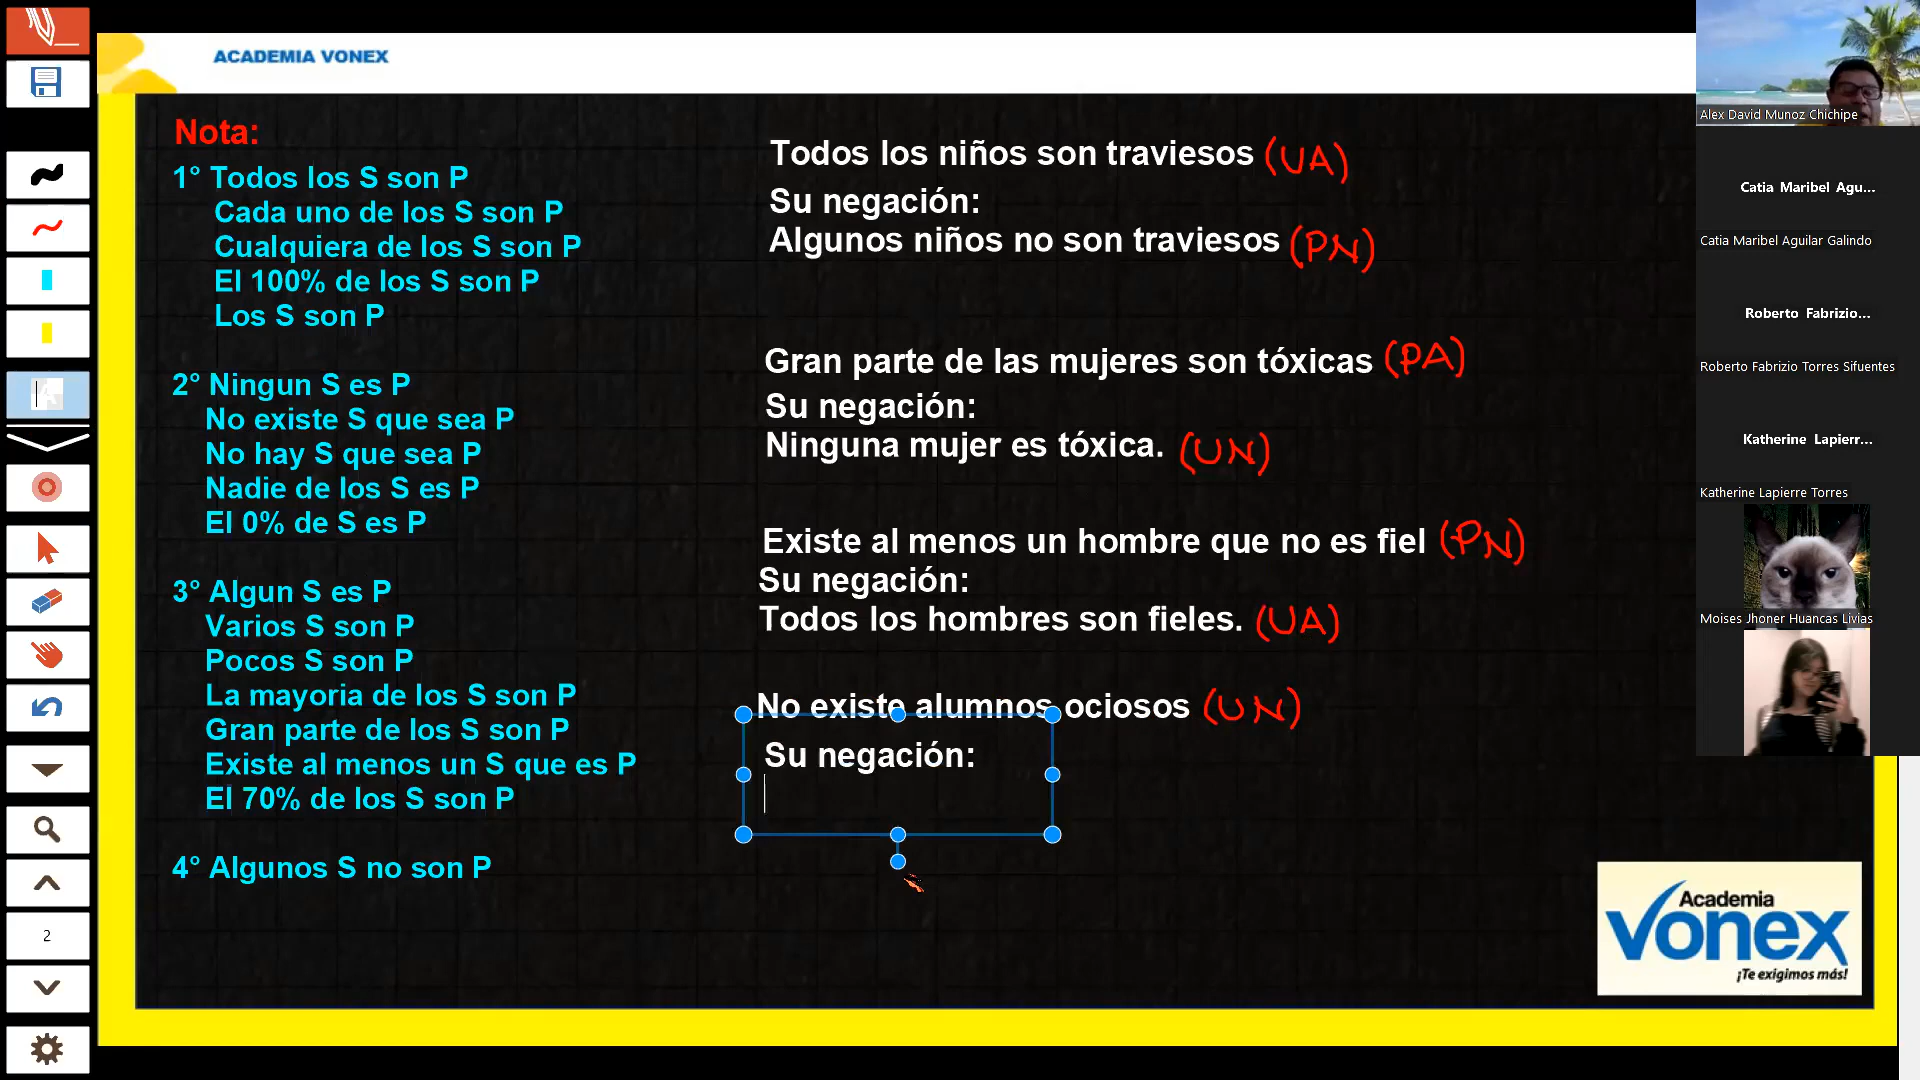 ACADEMIA VONEX
Nota:
1° Todos los S son P
Cada uno de los S son P
Cualquiera de los S son P
El 100% de los S son P
Los S son P
2° Ningun S es P
No existe S que sea P
No hay S que sea P
Nadie de los S es P
El 0% de S es P
3° Algun S es P
Varios S son P
Pocos S son P
La mayoria de los S son P
Gran parte de los S son P
Existe al menos un S que es P
El 70% de los S son P
4° Algunos S no son P
Todos los niños son traviesos (UA)
Su negación:
Algunos niños no son traviesos (PN)
Gran parte de las mujeres son tóxicas (PA)
Su negación:
Ninguna mujer es tóxica. (UN)
Existe al menos un hombre que no es fiel (PN)
Su negación:
Todos los hombres son fieles. (UA)
No existe alumnos ociosos (UN)
Su negación:
Alex David Munoz Chichipe
Catia Maribel Agu...
Catia Maribel Aguilar Galindo
Roberto Fabrizio...
Roberto Fabrizio Torres Sifuentes
Katherine Lapierr...
Katherine Lapierre Torres
Moises Jhoner Huancas Livias
Academia
Vonex
¡Te exigimos más!
2